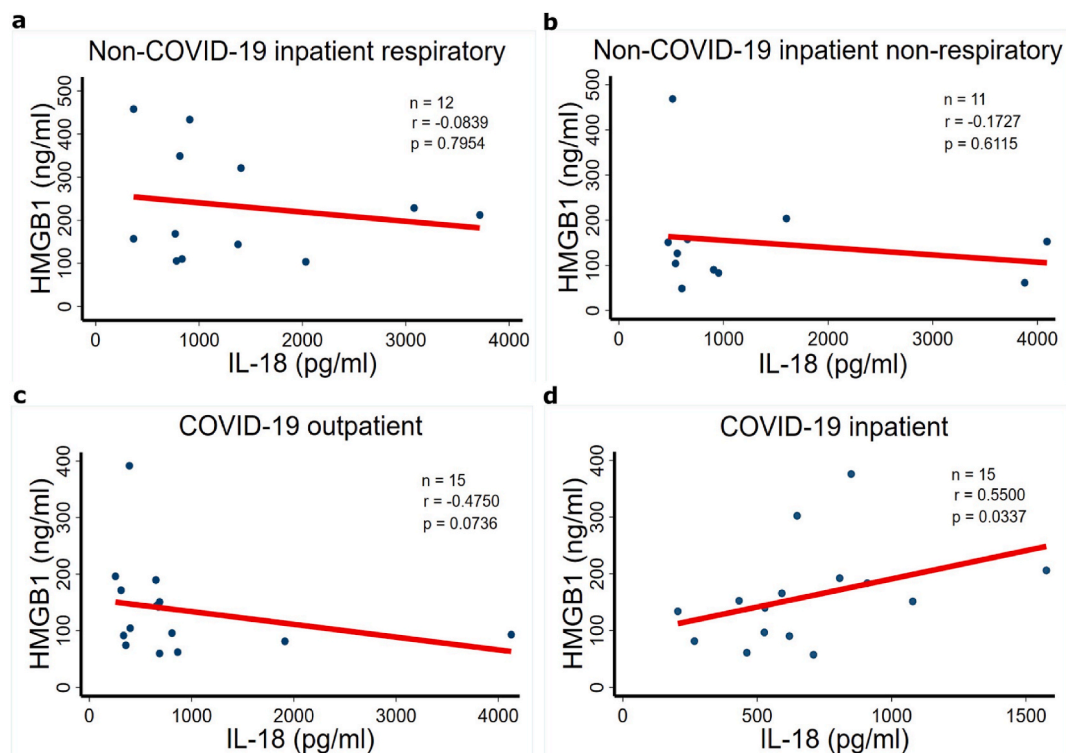 a
Non-COVID-19 inpatient respiratory
n = 12
r = -0.0839
p = 0.7954
HMGB1 (ng/ml)
0 100 200 300 400 500
0 1000 2000 3000 4000
IL-18 (pg/ml)
b
Non-COVID-19 inpatient non-respiratory
n = 11
r = -0.1727
p = 0.6115
HMGB1 (ng/ml)
0 100 200 300 400 500
0 1000 2000 3000 4000
IL-18 (pg/ml)
c
COVID-19 outpatient
n = 15
r = -0.4750
p = 0.0736
HMGB1 (ng/ml)
0 100 200 300 400
0 1000 2000 3000 4000
IL-18 (pg/ml)
d
COVID-19 inpatient
n = 15
r = 0.5500
p = 0.0337
HMGB1 (ng/ml)
0 100 200 300 400
0 500 1000 1500
IL-18 (pg/ml)